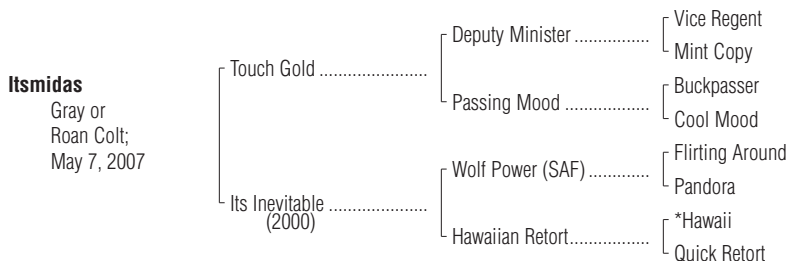 Itsmidas
Gray or
Roan Colt;
May 7, 2007
Touch Gold
Its Inevitable
(2000)
Deputy Minister
Passing Mood
Wolf Power (SAF)
Hawaiian Retort
Vice Regent
Mint Copy
Buckpasser
Cool Mood
Flirting Around
Pandora
*Hawaii
Quick Retort